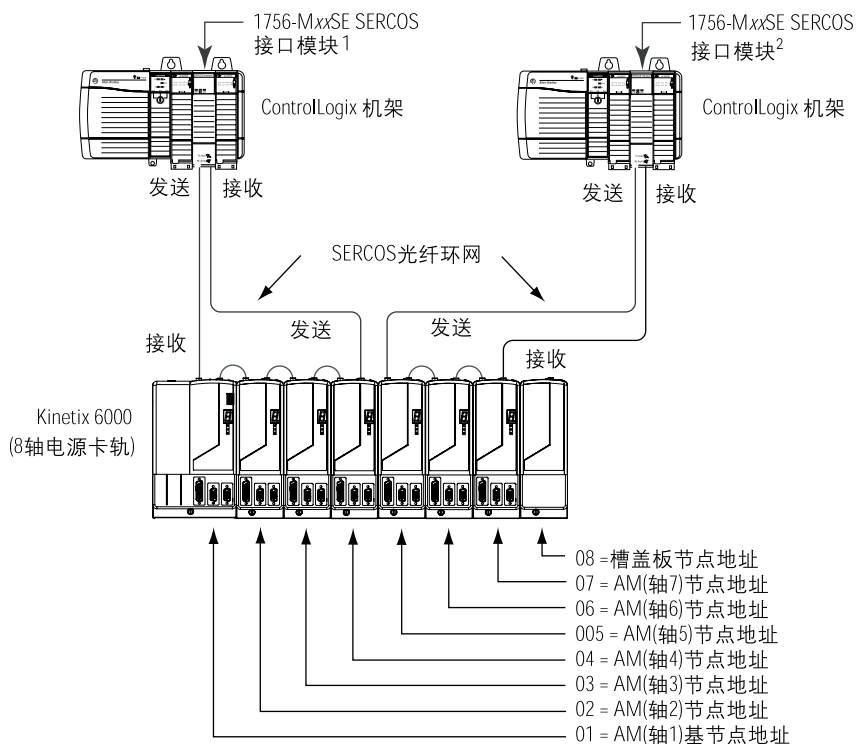 1756-MxxSE SERCOS
接口模块1
1756-MxxSE SERCOS
接口模块2
ControlLogix 机架
ControlLogix 机架
发送
接收
发送
接收
SERCOS光纤环网
发送
发送
接收
接收
Kinetix 6000
(8轴电源卡轨)
08 =槽盖板节点地址
07 = AM(轴7)节点地址
06 = AM(轴6)节点地址
005 = AM(轴5)节点地址
04 = AM(轴4)节点地址
03 = AM(轴3)节点地址
02 = AM(轴2)节点地址
01 = AM(轴1)基节点地址